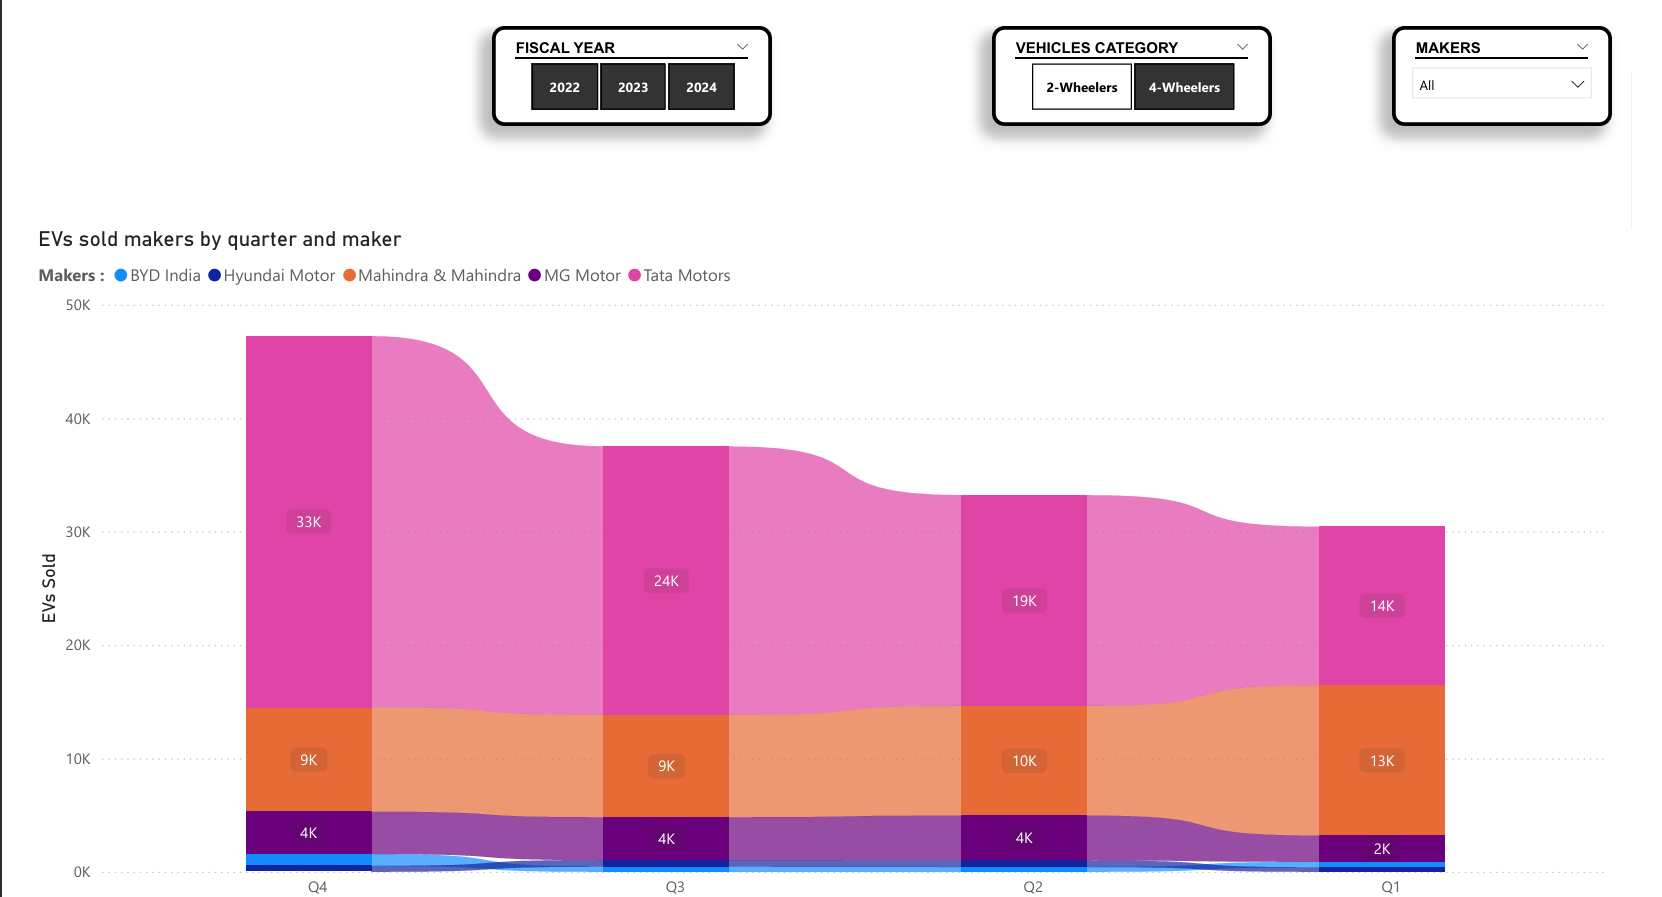 FISCAL YEAR
2022 2023 2024
VEHICLES CATEGORY
2-Wheelers 4-Wheelers
MAKERS
All
EVs sold makers by quarter and maker
Makers : BYD India Hyundai Motor Mahindra & Mahindra MG Motor Tata Motors
50K
40K
30K
20K
10K
0K
EVs Sold
33K
9K
4K
24K
9K
4K
19K
10K
4K
14K
13K
2K
Q4 Q3 Q2 Q1